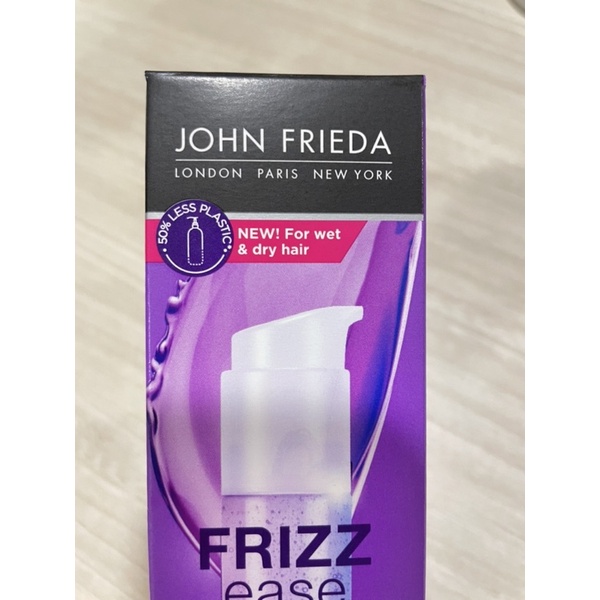 JOHN FRIEDA
LONDON PARIS NEW YORK
50% LESS PLASTIC*
NEW! For wet
& dry hair
FRIZZ
ease